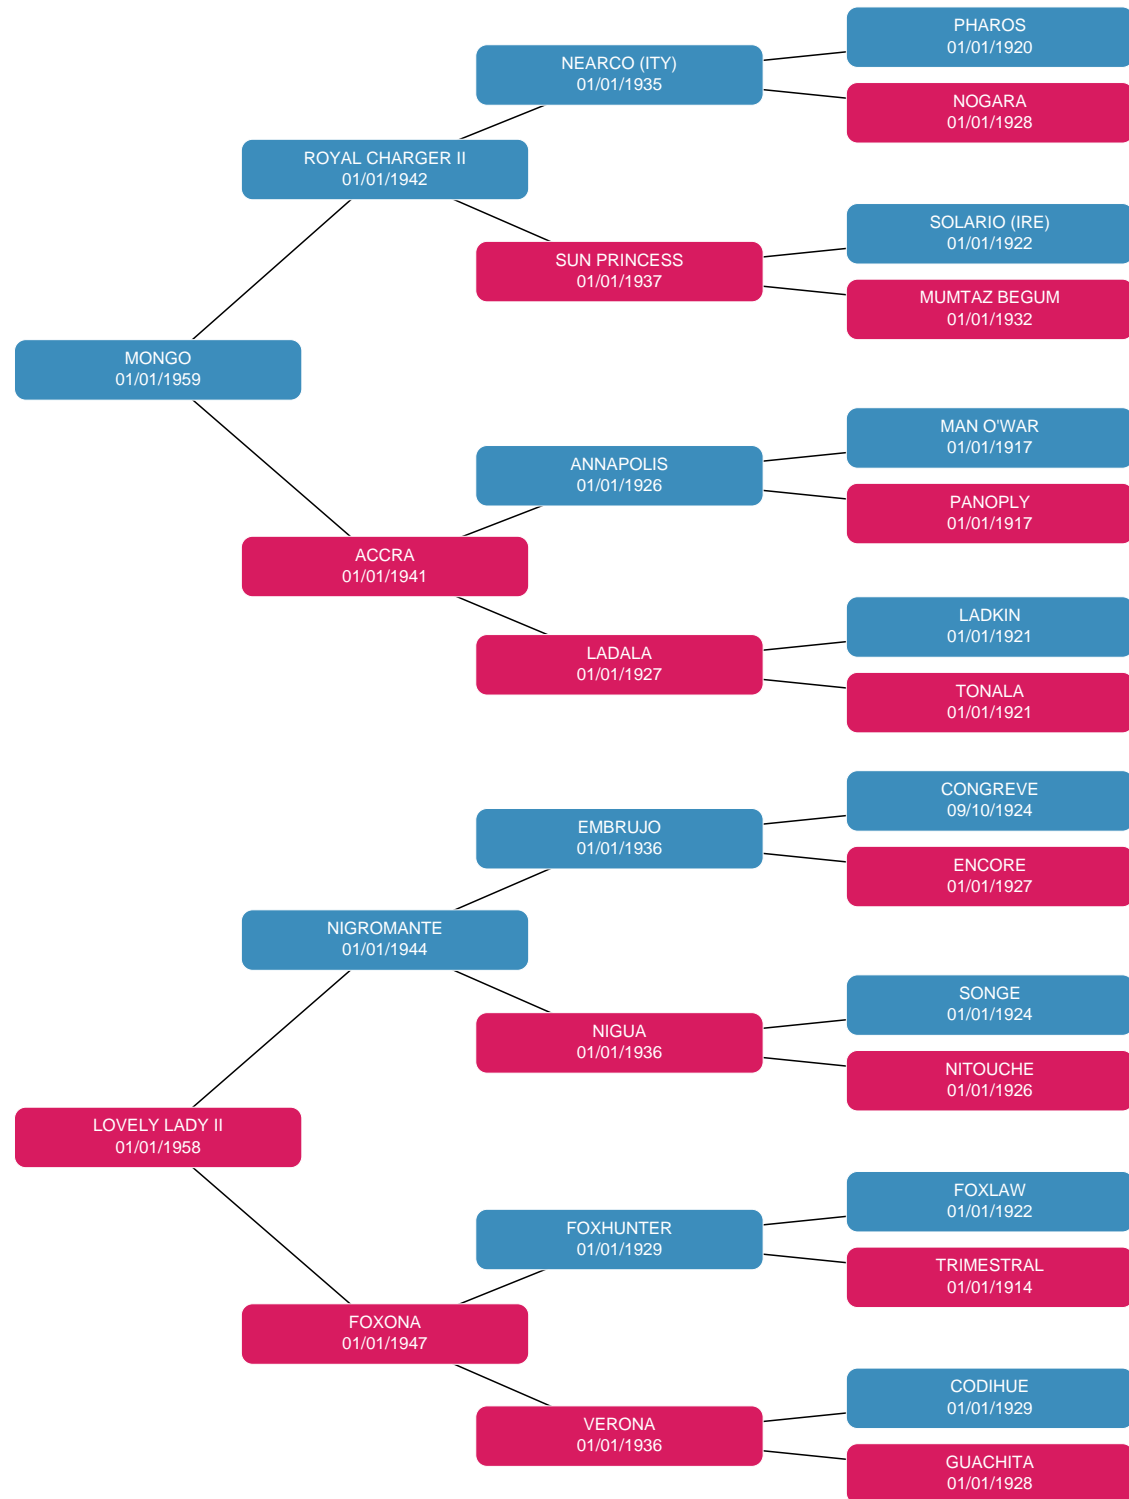 PHAROS
01/01/1920
NEARCO (ITY)
01/01/1935
NOGARA
01/01/1928
ROYAL CHARGER II
01/01/1942
SOLARIO (IRE)
01/01/1922
SUN PRINCESS
01/01/1937
MUMTAZ BEGUM
01/01/1932
MONGO
01/01/1959
MAN O'WAR
01/01/1917
ANNAPOLIS
01/01/1926
PANOPLY
01/01/1917
ACCRA
01/01/1941
LADKIN
01/01/1921
LADALA
01/01/1927
TONALA
01/01/1921
CONGREVE
09/10/1924
EMBRUJO
01/01/1936
ENCORE
01/01/1927
NIGROMANTE
01/01/1944
SONGE
01/01/1924
NIGUA
01/01/1936
NITOUCHE
01/01/1926
LOVELY LADY II
01/01/1958
FOXLAW
01/01/1922
FOXHUNTER
01/01/1929
TRIMESTRAL
01/01/1914
FOXONA
01/01/1947
CODIHUE
01/01/1929
VERONA
01/01/1936
GUACHITA
01/01/1928